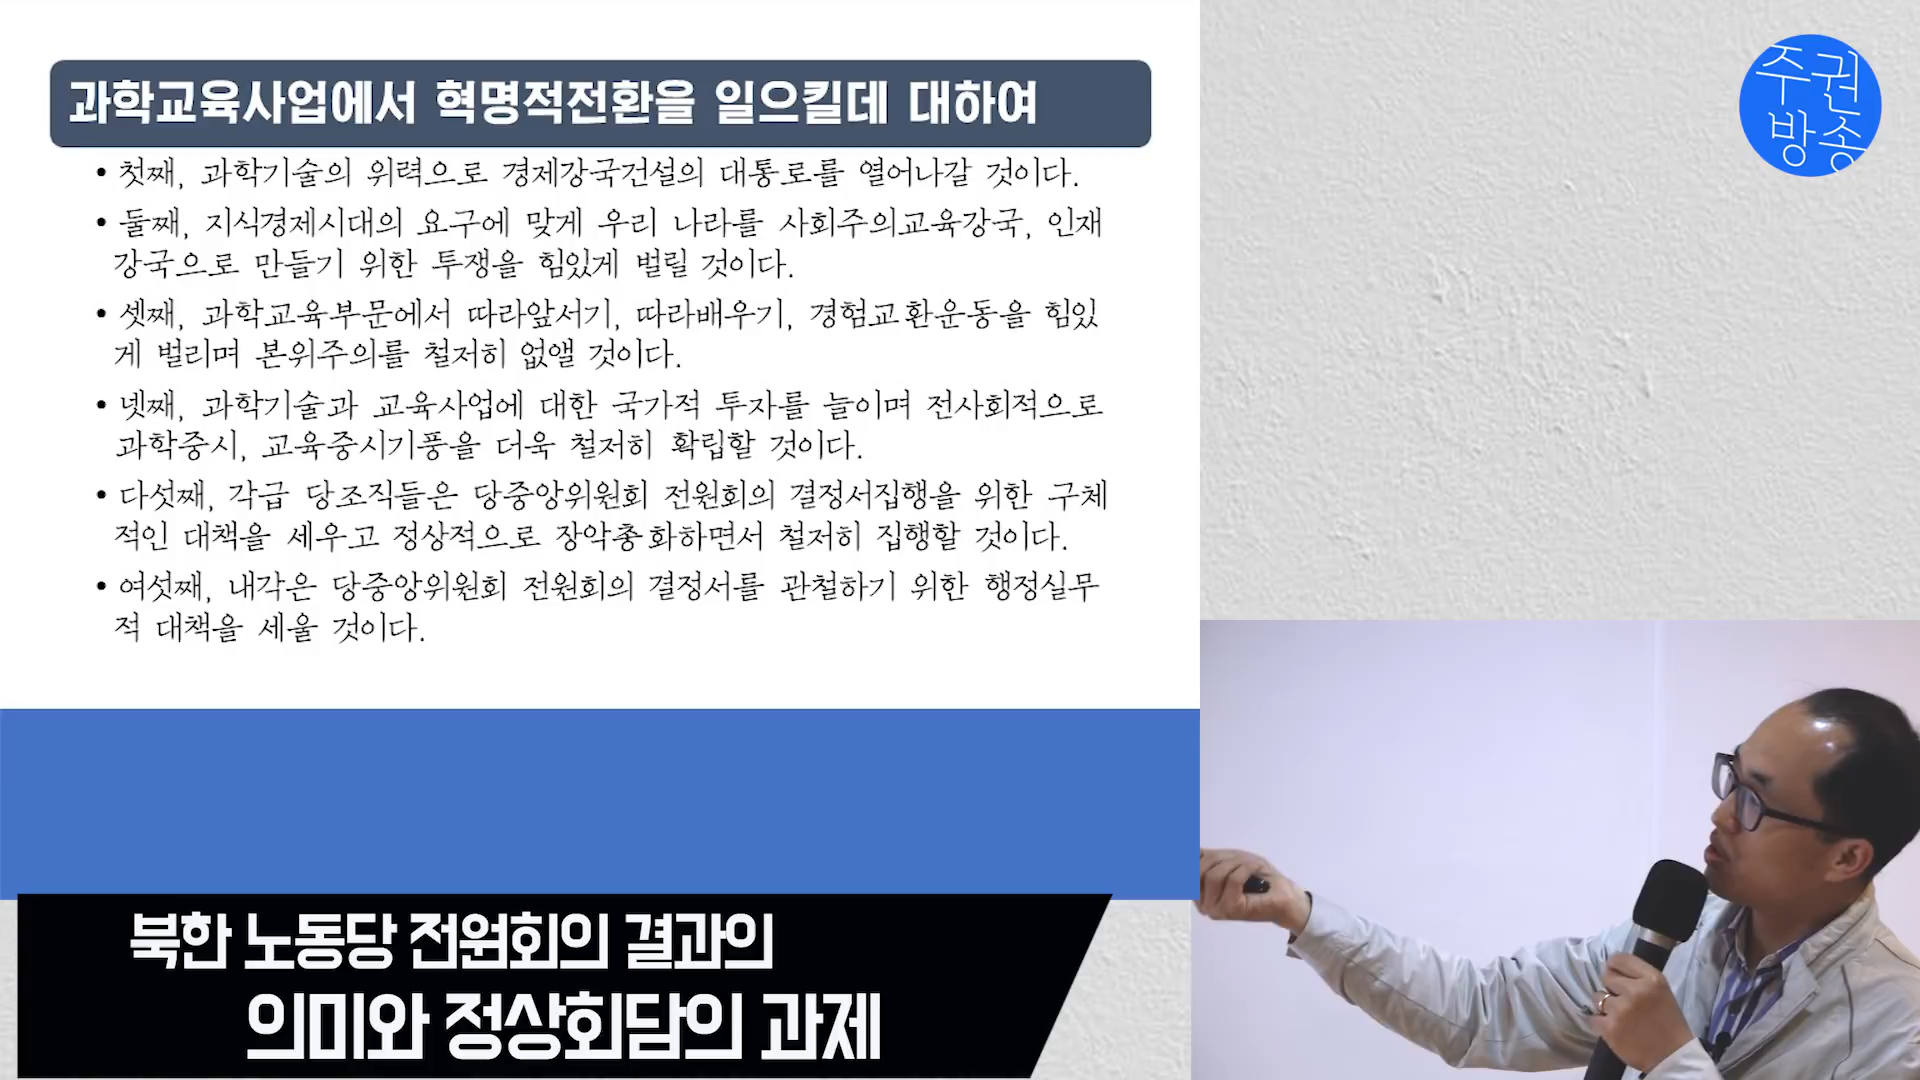 과학교육사업에서 혁명적전환을 일으킬데 대하여
• 첫째, 과학기술의 위력으로 경제강국건설의 대통로를 열어나갈 것이다.
• 둘째, 지식경제시대의 요구에 맞게 우리 나라를 사회주의교육강국, 인재
강국으로 만들기 위한 투쟁을 힘있게 벌릴 것이다.
• 셋째, 과학교육부문에서 따라앞서기, 따라배우기, 경험교환운동을 힘있
게 벌리며 본위주의를 철저히 없앨 것이다.
• 넷째, 과학기술과 교육사업에 대한 국가적 투자를 늘이며 전사회적으로
과학중시, 교육중시기풍을 더욱 철저히 확립할 것이다.
• 다섯째, 각급 당조직들은 당중앙위원회 전원회의 결정서집행을 위한 구체
적인 대책을 세우고 정상적으로 장악총화하면서 철저히 집행할 것이다.
• 여섯째, 내각은 당중앙위원회 전원회의 결정서를 관철하기 위한 행정실무
적 대책을 세울 것이다.
주권
방송
북한 노동당 전원회의 결과의
의미와 정상회담의 과제